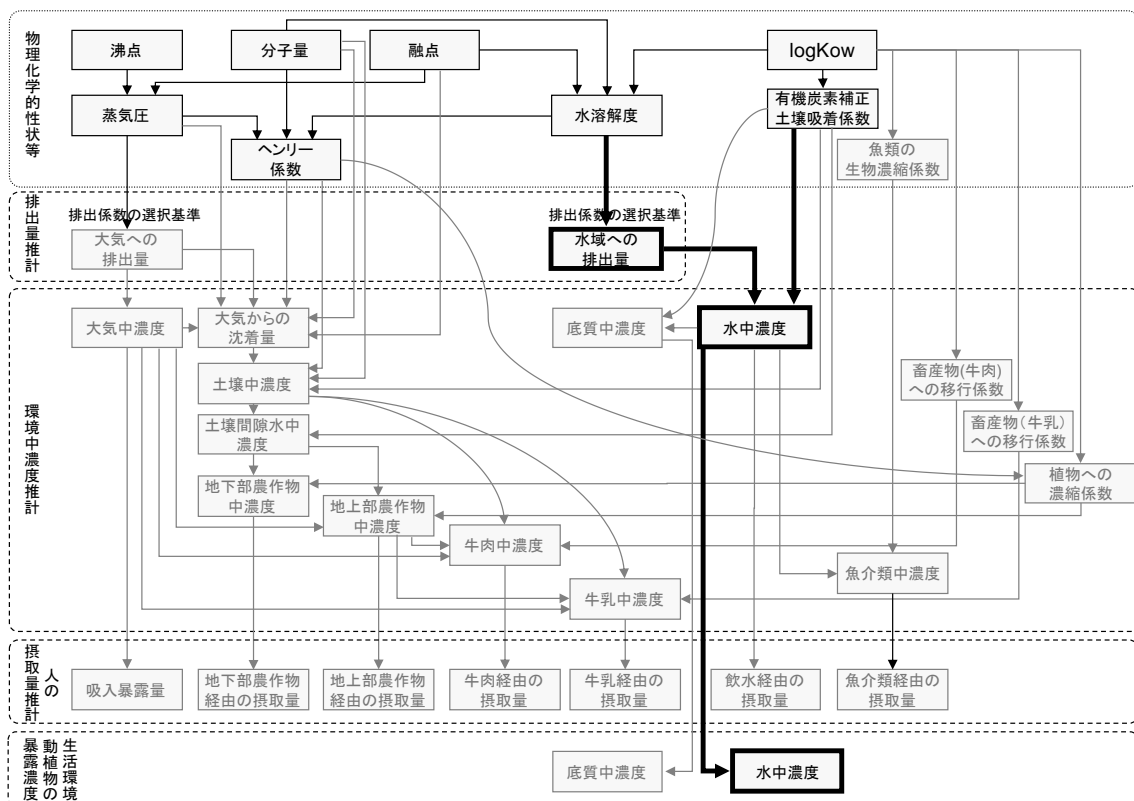 物理化学的性状等
沸点
分子量
融点
logKow
蒸気圧
水溶解度
有機炭素補正
土壌吸着係数
ヘンリー
係数
魚類の
生物濃縮係数
排出量推計
排出係数の選択基準
大気への
排出量
排出係数の選択基準
水域への
排出量
環境中濃度推計
大気中濃度
大気からの
沈着量
底質中濃度
水中濃度
土壌中濃度
畜産物(牛肉)
への移行係数
土壌間隙水中
濃度
畜産物(牛乳)
への移行係数
地下部農作物
中濃度
植物への
濃縮係数
地上部農作物
中濃度
牛肉中濃度
魚介類中濃度
牛乳中濃度
人の
摂取量推計
吸入暴露量
地下部農作物
経由の摂取量
地上部農作物
経由の摂取量
牛肉経由の
摂取量
牛乳経由の
摂取量
飲水経由の
摂取量
魚介類経由の
摂取量
生活環境
動植物の
暴露濃度
底質中濃度
水中濃度